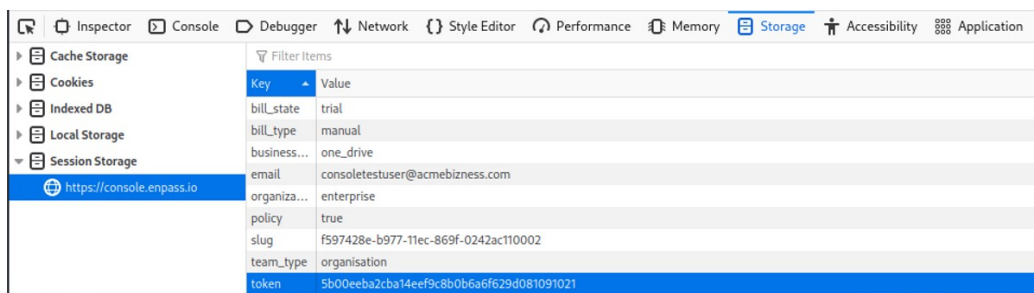 Inspector Console Debugger Network Style Editor Performance Memory Storage Accessibility Application
Cache Storage
Cookies
Indexed DB
Local Storage
Session Storage
https://console.enpass.io
Filter Items
Key Value
bill_state trial
bill_type manual
business... one_drive
email consoletestuser@acmebizness.com
organiza... enterprise
policy true
slug f597428e-b977-11ec-869f-0242ac110002
team_type organisation
token 5b00eeba2cba14eef9c8b0b6a6f629d081091021